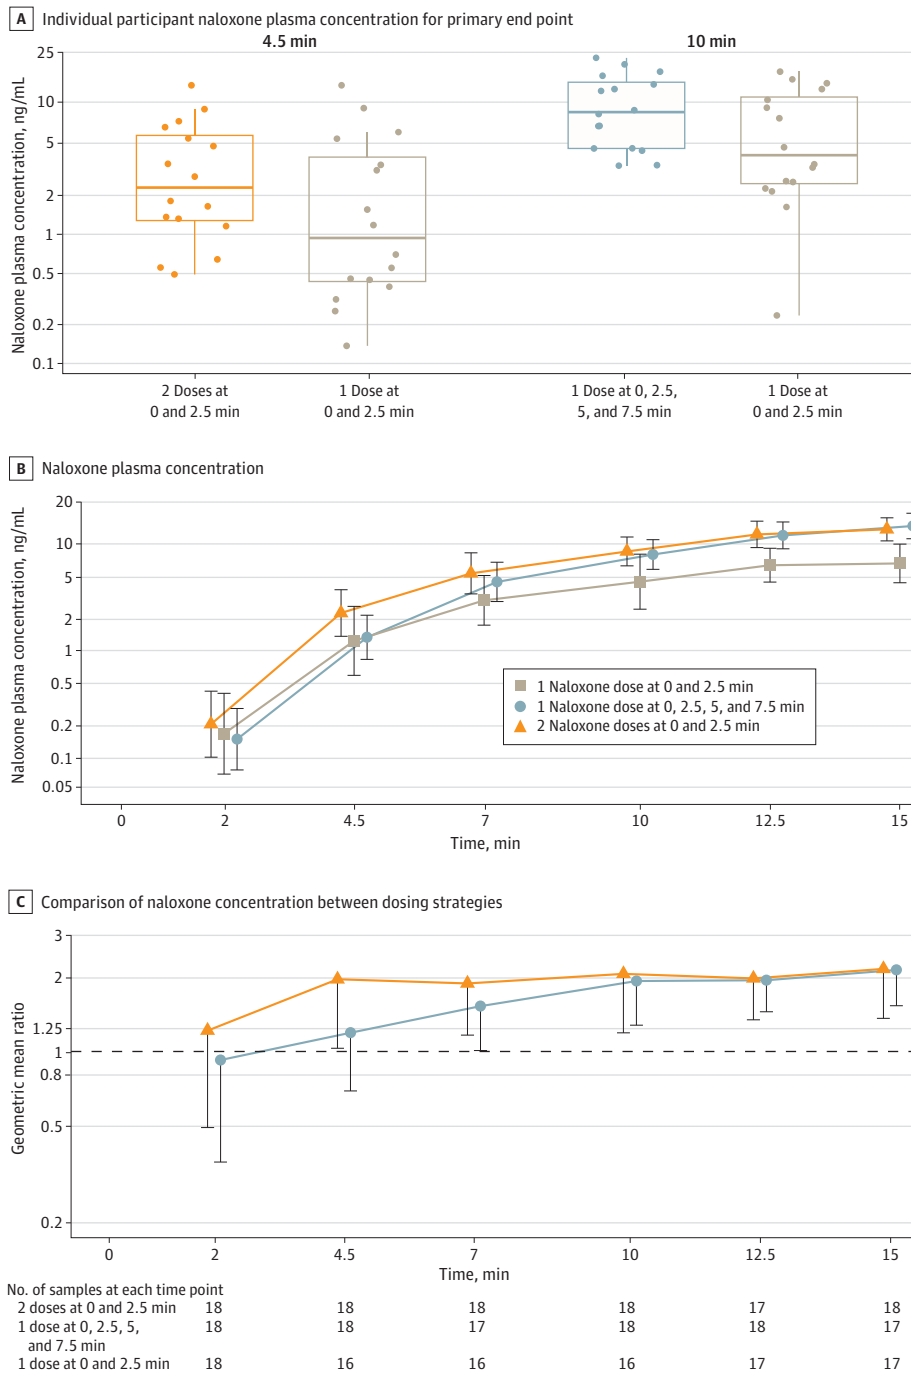 A Individual participant naloxone plasma concentration for primary end point
4.5 min 10 min
Naloxone plasma concentration, ng/mL
25
10
5
2
1
0.5
0.2
0.1
2 Doses at
0 and 2.5 min
1 Dose at
0 and 2.5 min
1 Dose at 0, 2.5,
5, and 7.5 min
1 Dose at
0 and 2.5 min
B Naloxone plasma concentration
Naloxone plasma concentration, ng/mL
20
10
5
2
1
0.5
0.2
0.1
0.05
1 Naloxone dose at 0 and 2.5 min
1 Naloxone dose at 0, 2.5, 5, and 7.5 min
2 Naloxone doses at 0 and 2.5 min
0 2 4.5 7 10 12.5 15
Time, min
C Comparison of naloxone concentration between dosing strategies
Geometric mean ratio
3
2
1.25
1
0.8
0.5
0.2
0 2 4.5 7 10 12.5 15
Time, min
No. of samples at each time point
2 doses at 0 and 2.5 min 18 18 18 18 17 18
1 dose at 0, 2.5, 5, 18 18 17 18 18 17
and 7.5 min
1 dose at 0 and 2.5 min 18 16 16 16 17 17